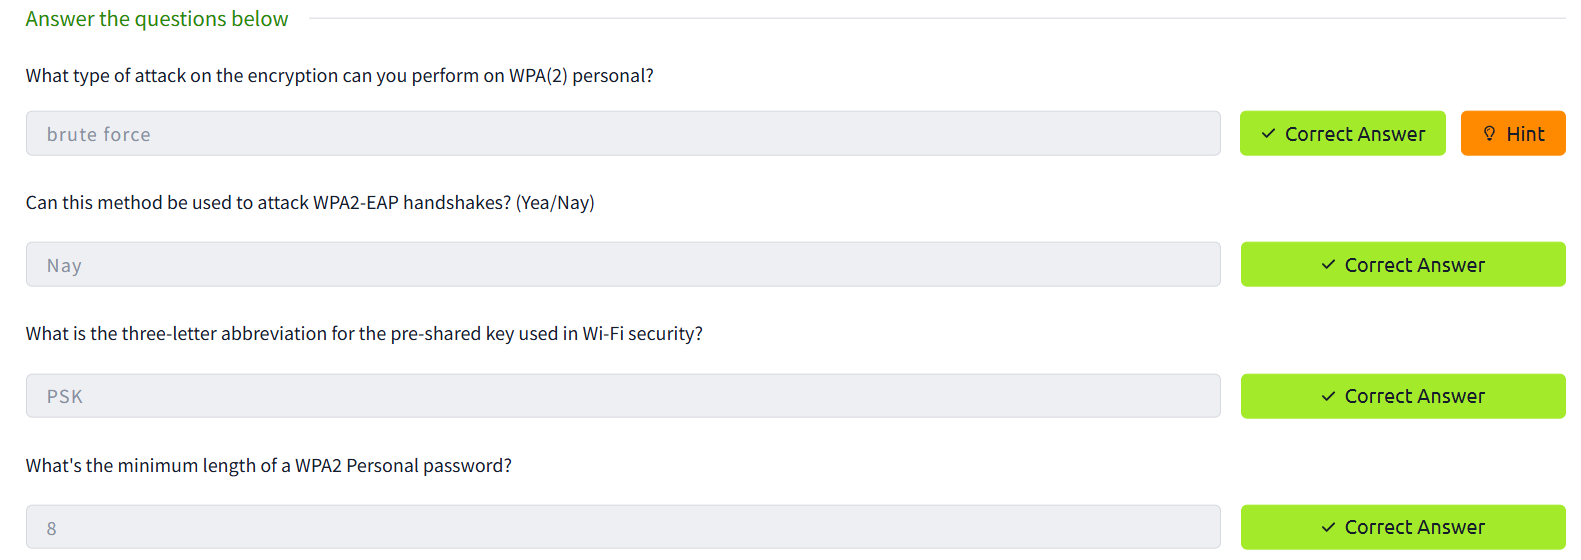 Answer the questions below
What type of attack on the encryption can you perform on WPA(2) personal?
brute force
Correct Answer
Hint
Can this method be used to attack WPA2-EAP handshakes? (Yea/Nay)
Nay
Correct Answer
What is the three-letter abbreviation for the pre-shared key used in Wi-Fi security?
PSK
Correct Answer
What's the minimum length of a WPA2 Personal password?
8
Correct Answer